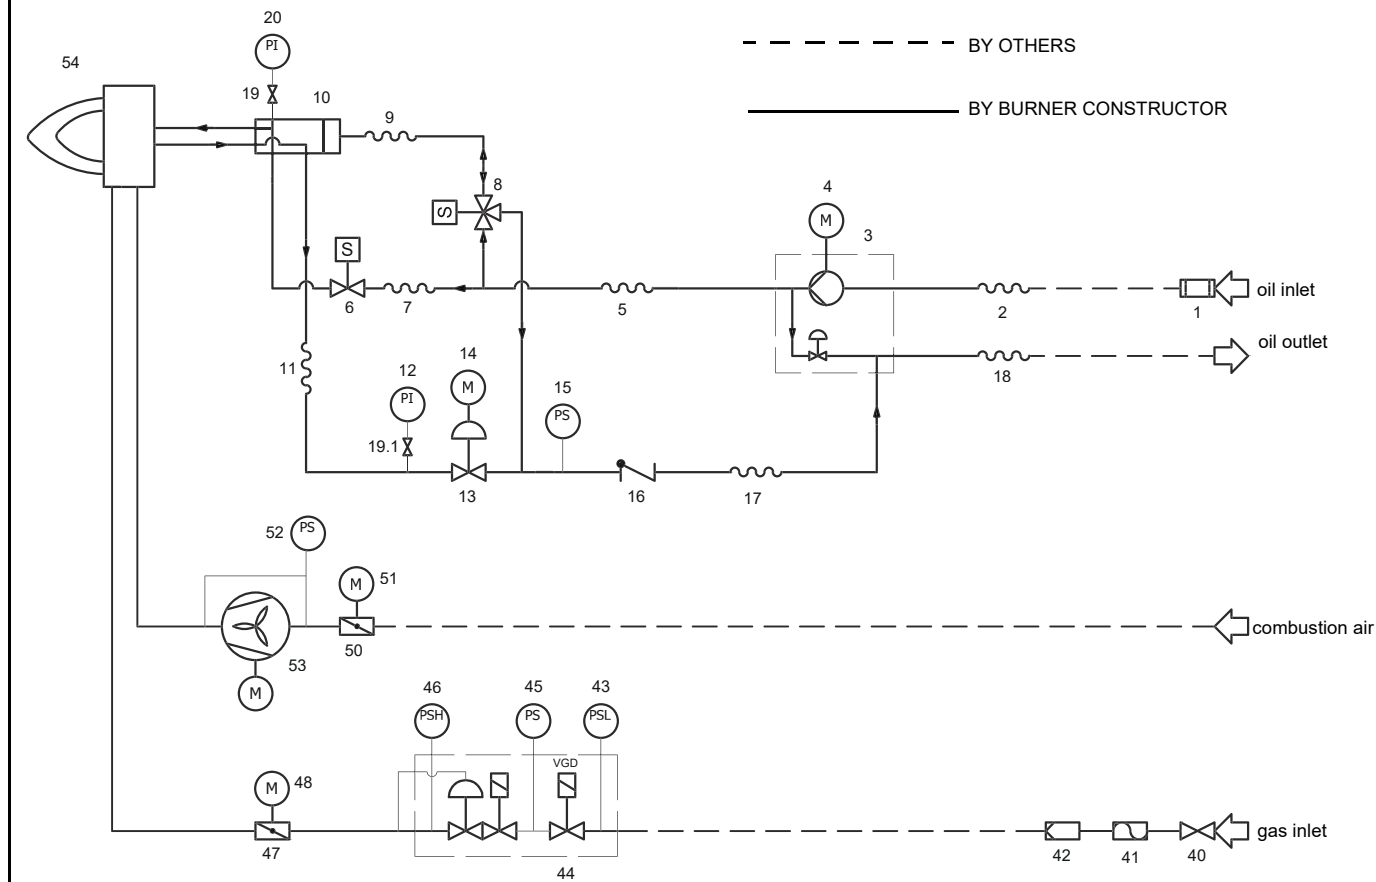 20
BY OTHERS
PI
54
19
10
BY BURNER CONSTRUCTOR
9
8
4
S
M
3
S
6
7
5
2
1
oil inlet
oil outlet
11
14
12
M
15
18
PI
PS
19.1
13
16
17
52
PS
51
M
50
53
M
combustion air
46
45
43
PSH
PS
PSL
VGD
M
48
47
44
42
41
40
gas inlet